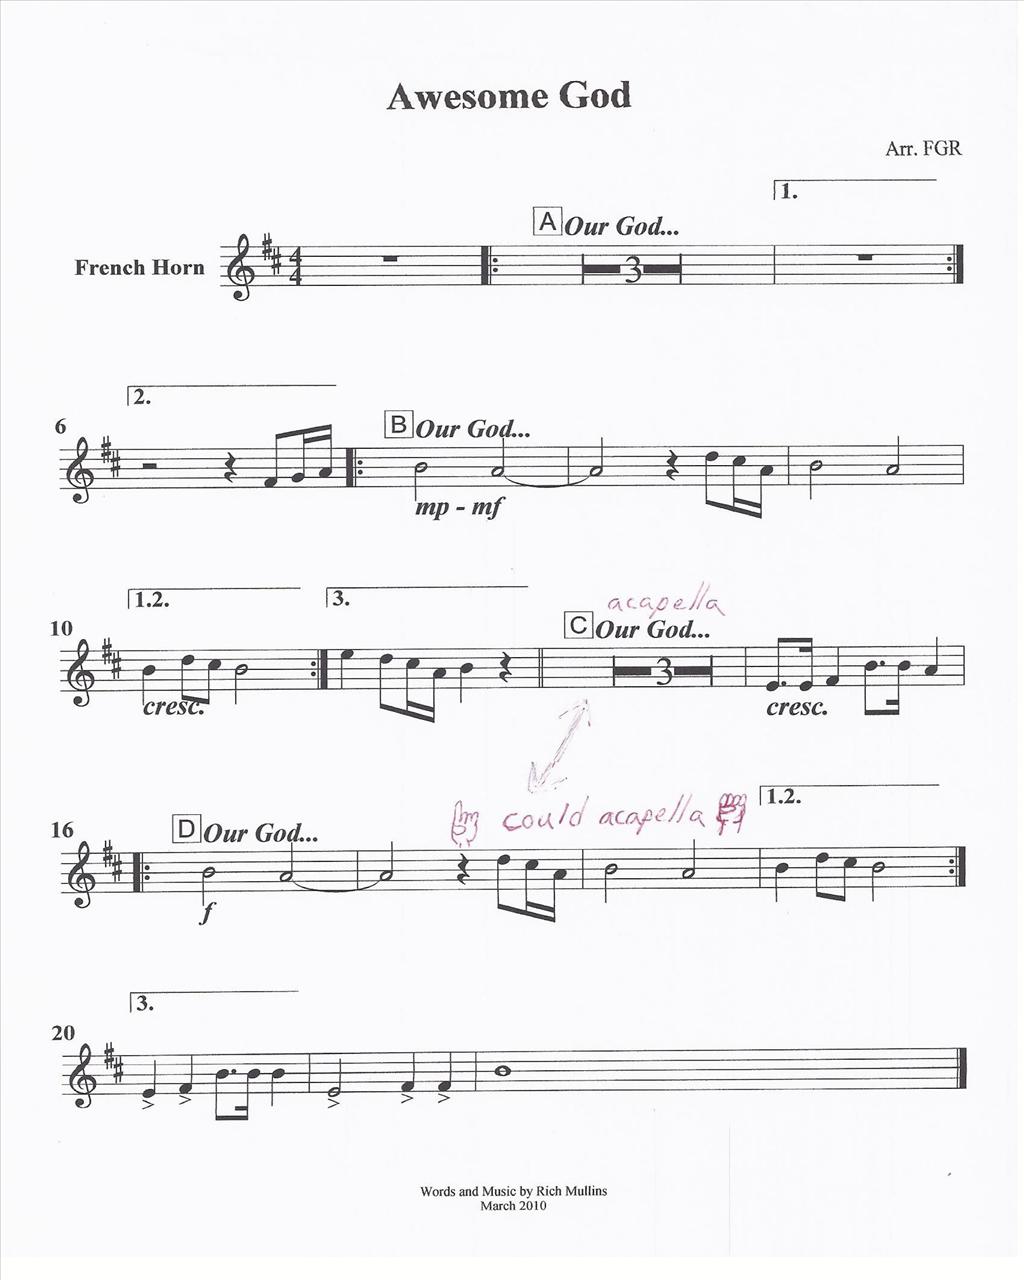 Awesome God
Arr. FGR
1.
A Our God...
French Horn
4
4
3
2.
6
B Our God...
mp - mf
1.2.
3.
acapella
10
C Our God...
3
cresc.
cresc.
could acapella
1.2.
16
D Our God...
f
3.
20
Words and Music by Rich Mullins
March 2010